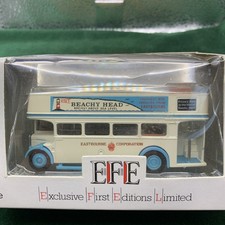 BEACHY HEAD
EASTBOURNE CORPORATION
EFE
Exclusive First Editions Limited